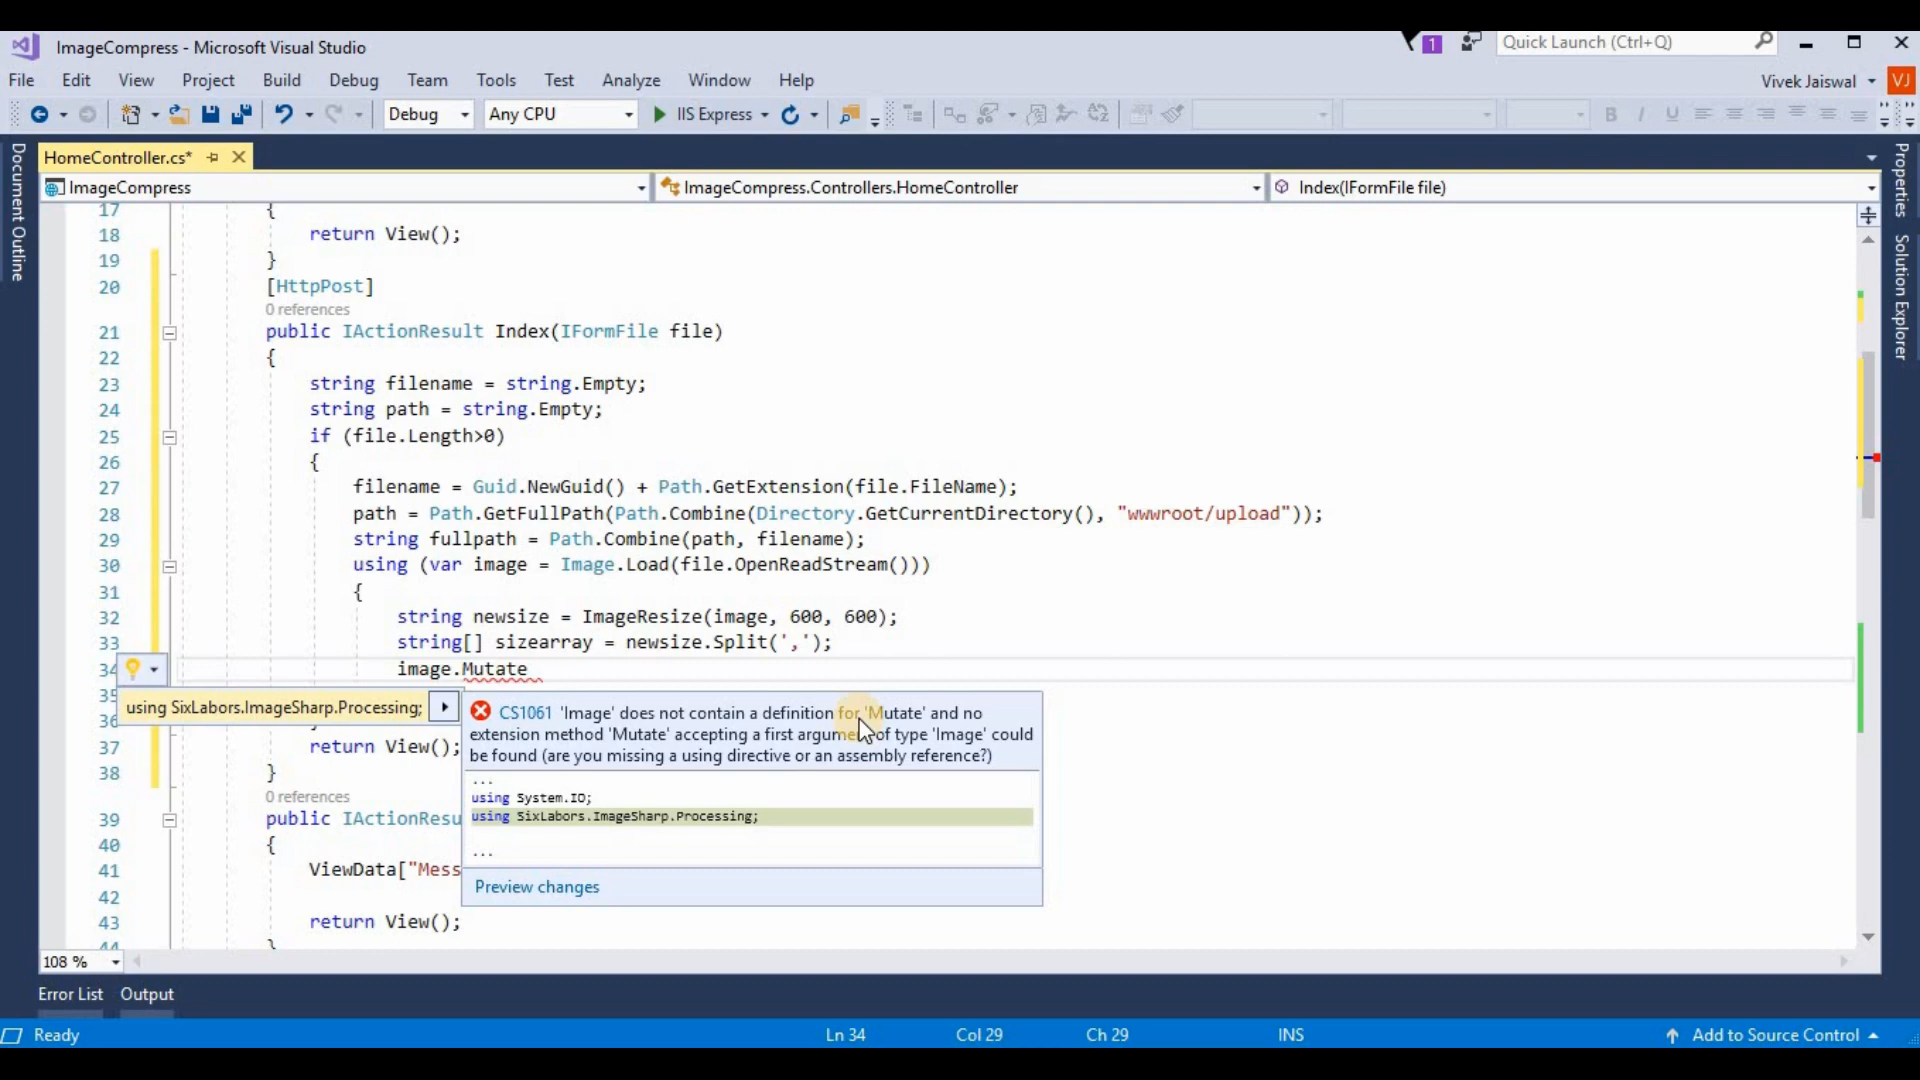 ImageCompress - Microsoft Visual Studio
1
Quick Launch (Ctrl+Q)
File Edit View Project Build Debug Team Tools Test Analyze Window Help
Vivek Jaiswal VJ
Debug Any CPU IIS Express
Document Outline
HomeController.cs*
ImageCompress ImageCompress.Controllers.HomeController Index(IFormFile file)
Properties
Solution Explorer
17 {
18 return View();
19 }
20 [HttpPost]
0 references
21 public IActionResult Index(IFormFile file)
22 {
23 string filename = string.Empty;
24 string path = string.Empty;
25 if (file.Length>0)
26 {
27 filename = Guid.NewGuid() + Path.GetExtension(file.FileName);
28 path = Path.GetFullPath(Path.Combine(Directory.GetCurrentDirectory(), "wwwroot/upload"));
29 string fullpath = Path.Combine(path, filename);
30 using (var image = Image.Load(file.OpenReadStream()))
31 {
32 string newsize = ImageResize(image, 600, 600);
33 string[] sizearray = newsize.Split(',');
34 image.Mutate
35
using SixLabors.ImageSharp.Processing;
CS1061 'Image' does not contain a definition for 'Mutate' and no
extension method 'Mutate' accepting a first argument of type 'Image' could
be found (are you missing a using directive or an assembly reference?)
...
using System.IO;
using SixLabors.ImageSharp.Processing;
...
Preview changes
36 }
37 return View();
38 }
0 references
39 public IActionResu
40 {
41 ViewData["Mess
42
43 return View();
44 }
108 %
Error List Output
Ready Ln 34 Col 29 Ch 29 INS Add to Source Control